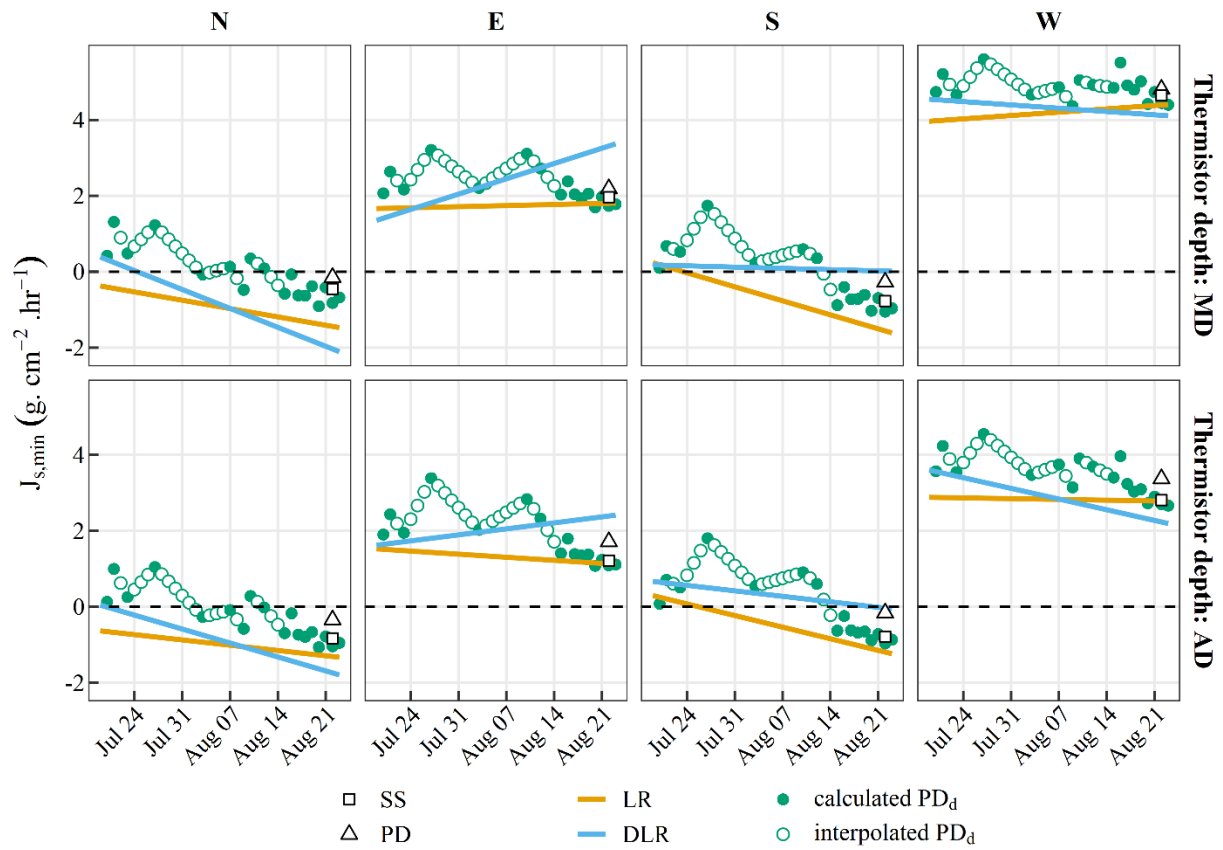 N E S W
4
2
0
-2
Thermistor depth: MD
4
2
0
-2
Thermistor depth: AD
J_s,min (g. cm⁻² .hr⁻¹)
Jul 24 Jul 31 Aug 07 Aug 14 Aug 21 Jul 24 Jul 31 Aug 07 Aug 14 Aug 21 Jul 24 Jul 31 Aug 07 Aug 14 Aug 21 Jul 24 Jul 31 Aug 07 Aug 14 Aug 21
SS LR calculated PD_d
PD DLR interpolated PD_d